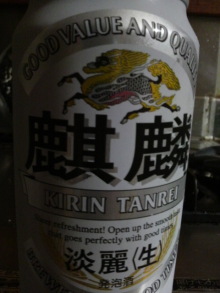 GOOD VALUE AND QUA
麒麟
KIRIN TANREI
refreshment! Open up the smooth
goes perfectly with good
淡麗〈生〉
発泡酒